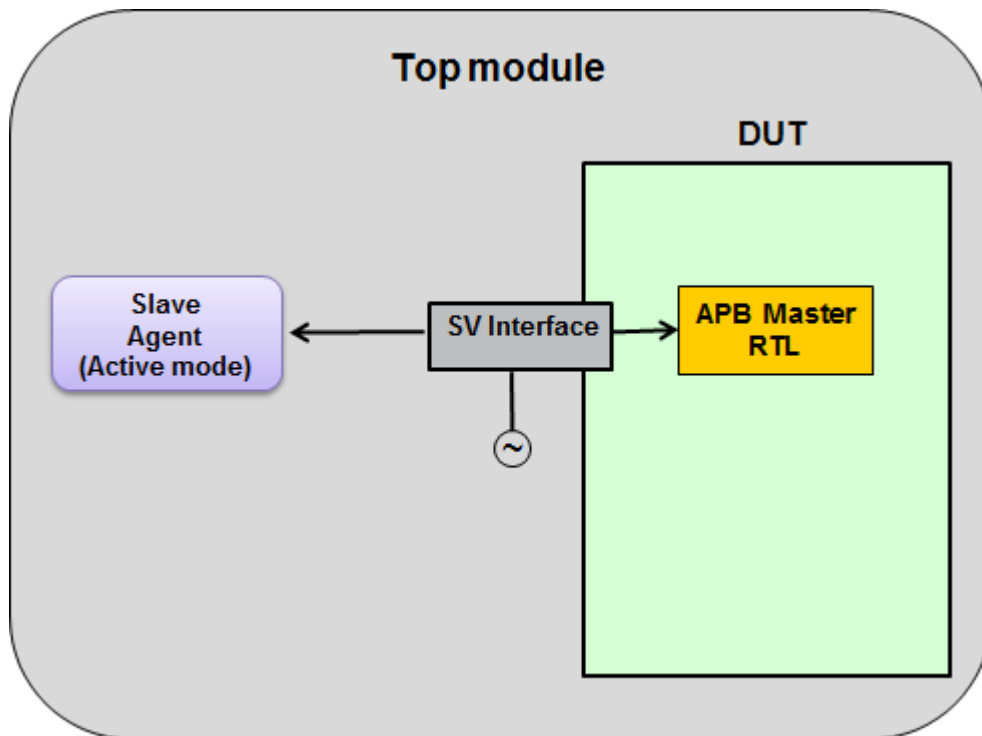 Top module
DUT
Slave
Agent
(Active mode)
SV Interface
APB Master
RTL
~